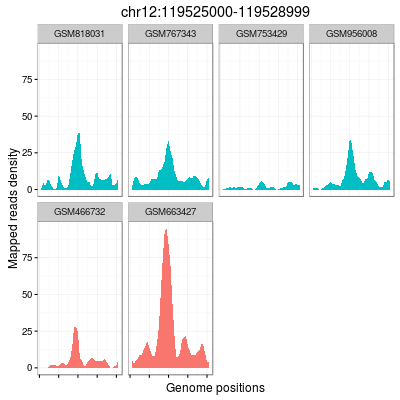 chr12:119525000-119528999
GSM818031 GSM767343 GSM753429 GSM956008
75
50
25
0
GSM466732 GSM663427
75
50
25
0
Mapped reads density
Genome positions